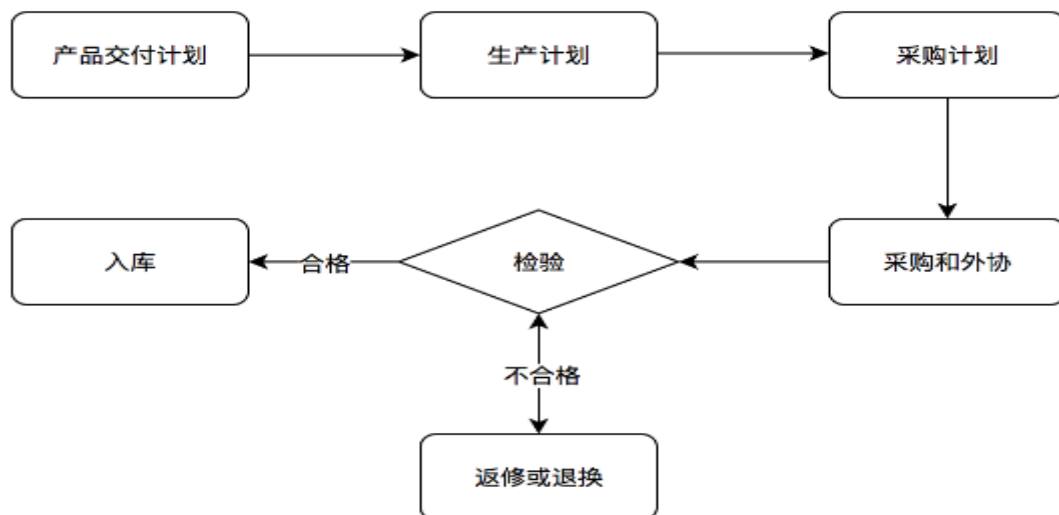 产品交付计划
生产计划
采购计划
采购和外协
检验
合格
入库
不合格
返修或退换